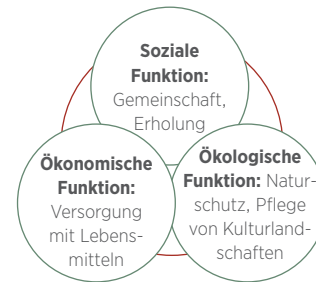 Soziale
Funktion:
Gemeinschaft,
Erholung
Ökonomische
Funktion:
Versorgung
mit Lebens-
mitteln
Ökologische
Funktion: Natur-
schutz, Pflege
von Kulturland-
schaften